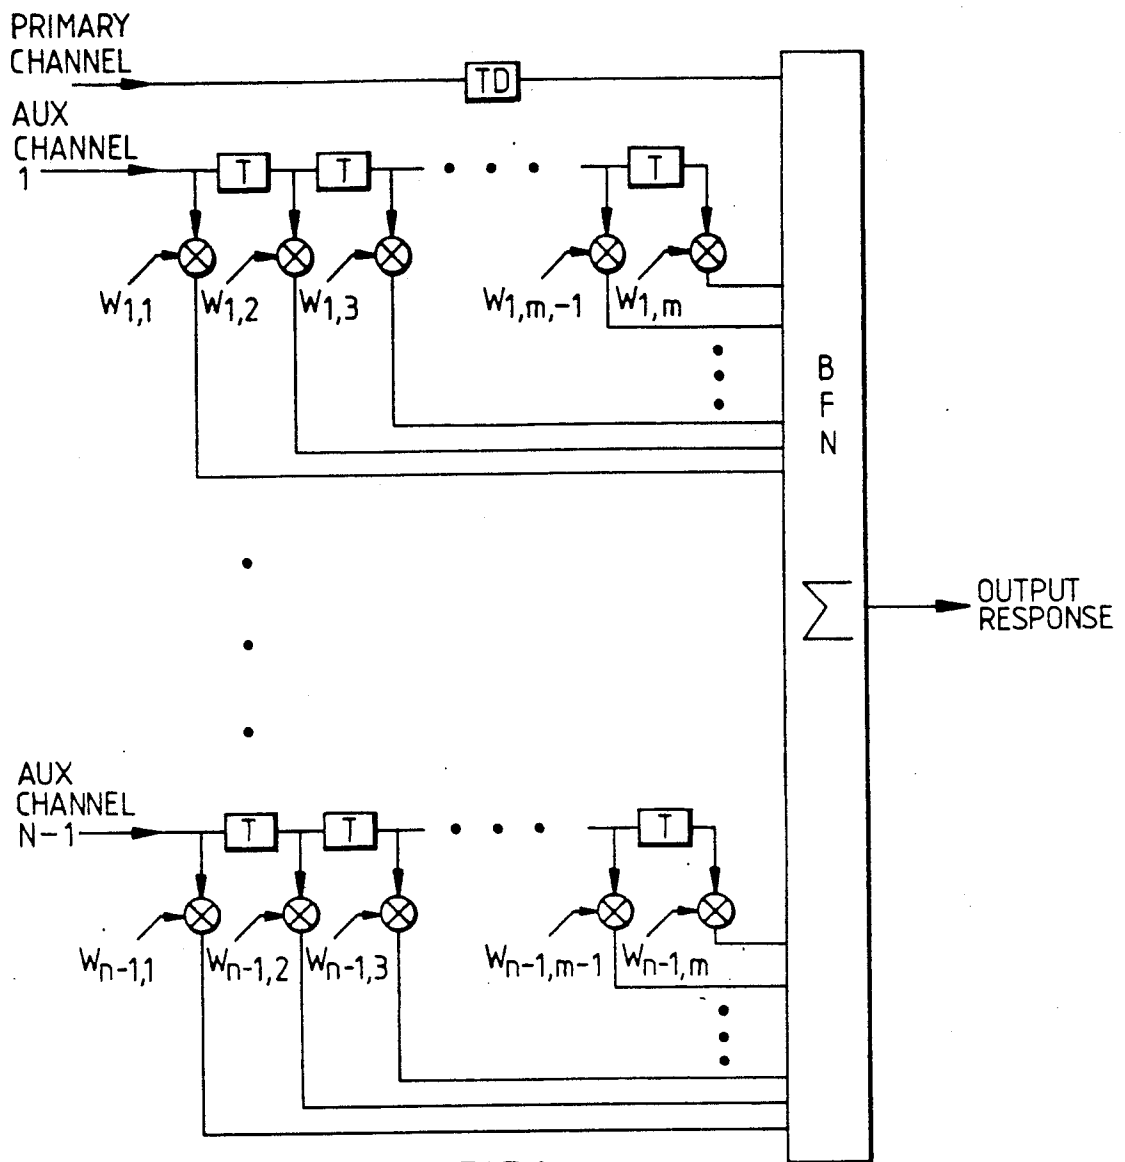 PRIMARY
CHANNEL
TD
AUX
CHANNEL
1
T
T
T
W1,1
W1,2
W1,3
W1,m,-1
W1,m
B
F
N
Σ
OUTPUT
RESPONSE
AUX
CHANNEL
N-1
T
T
T
Wn-1,1
Wn-1,2
Wn-1,3
Wn-1,m-1
Wn-1,m